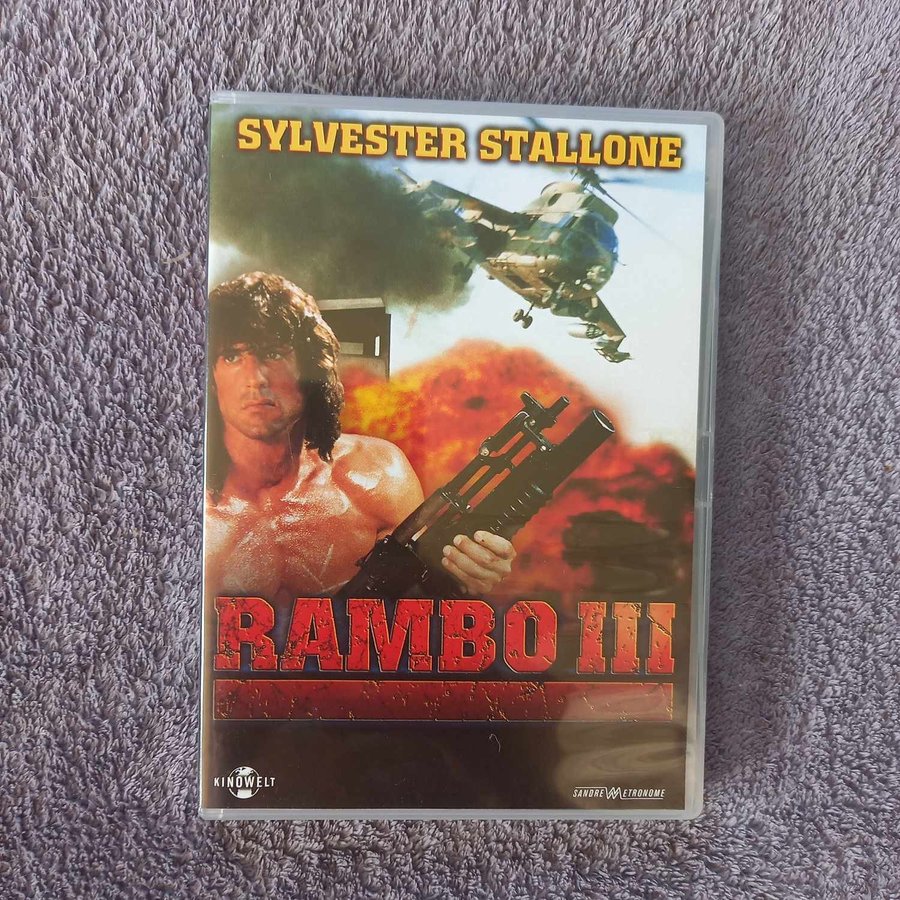 SYLVESTER STALLONE
RAMBO III
KINOWELT
SANDREW METRONOME